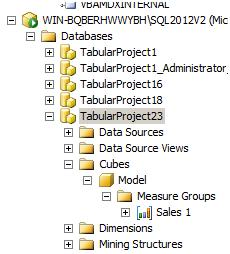 VBAMDXINTERNAL
WIN-BQBERHWWYBH\SQL2012V2 (Mic
Databases
TabularProject1
TabularProject1_Administrator_
TabularProject16
TabularProject18
TabularProject23
Data Sources
Data Source Views
Cubes
Model
Measure Groups
Sales 1
Dimensions
Mining Structures